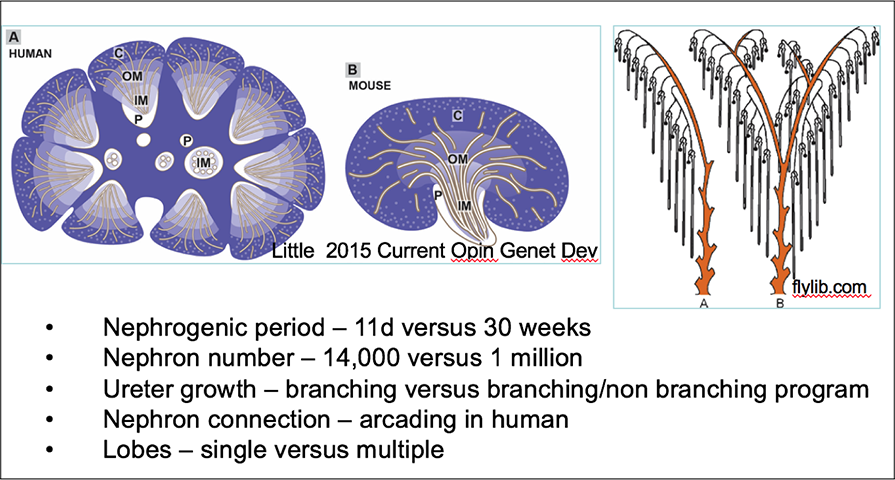 A
HUMAN
C
OM
IM
P
P
IM
B
MOUSE
C
OM
P
IM
Little 2015 Current Opin Genet Dev
flylib.com
A
B
• Nephrogenic period – 11d versus 30 weeks
• Nephron number – 14,000 versus 1 million
• Ureter growth – branching versus branching/non branching program
• Nephron connection – arcading in human
• Lobes – single versus multiple